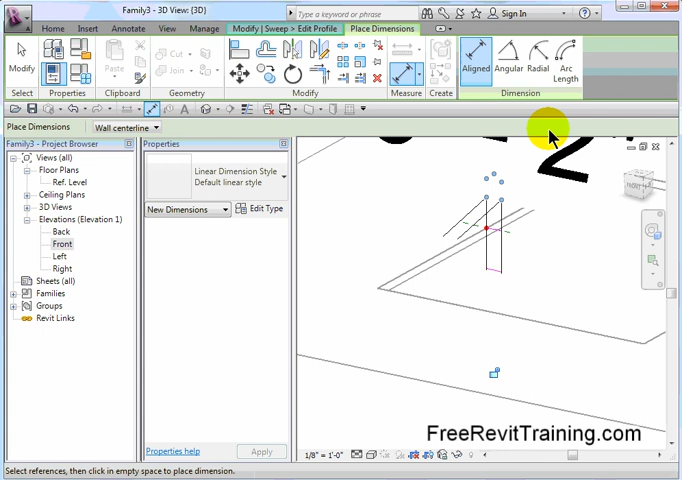 Family3 - 3D View: {3D}
Type a keyword or phrase
Sign In
Home
Insert
Annotate
View
Manage
Modify | Sweep > Edit Profile
Place Dimensions
Modify
Paste
Cut
Join
Aligned
Angular
Radial
Arc
Length
Select
Properties
Clipboard
Geometry
Modify
Measure
Create
Dimension
Place Dimensions
Wall centerline
Family3 - Project Browser
Views (all)
Floor Plans
Ref. Level
Ceiling Plans
3D Views
Elevations (Elevation 1)
Back
Front
Left
Right
Sheets (all)
Families
Groups
Revit Links
Properties
Linear Dimension Style
Default linear style
New Dimensions
Edit Type
Properties help
Apply
FRONT
FreeRevitTraining.com
1/8" = 1'-0"
Select references, then click in empty space to place dimension.